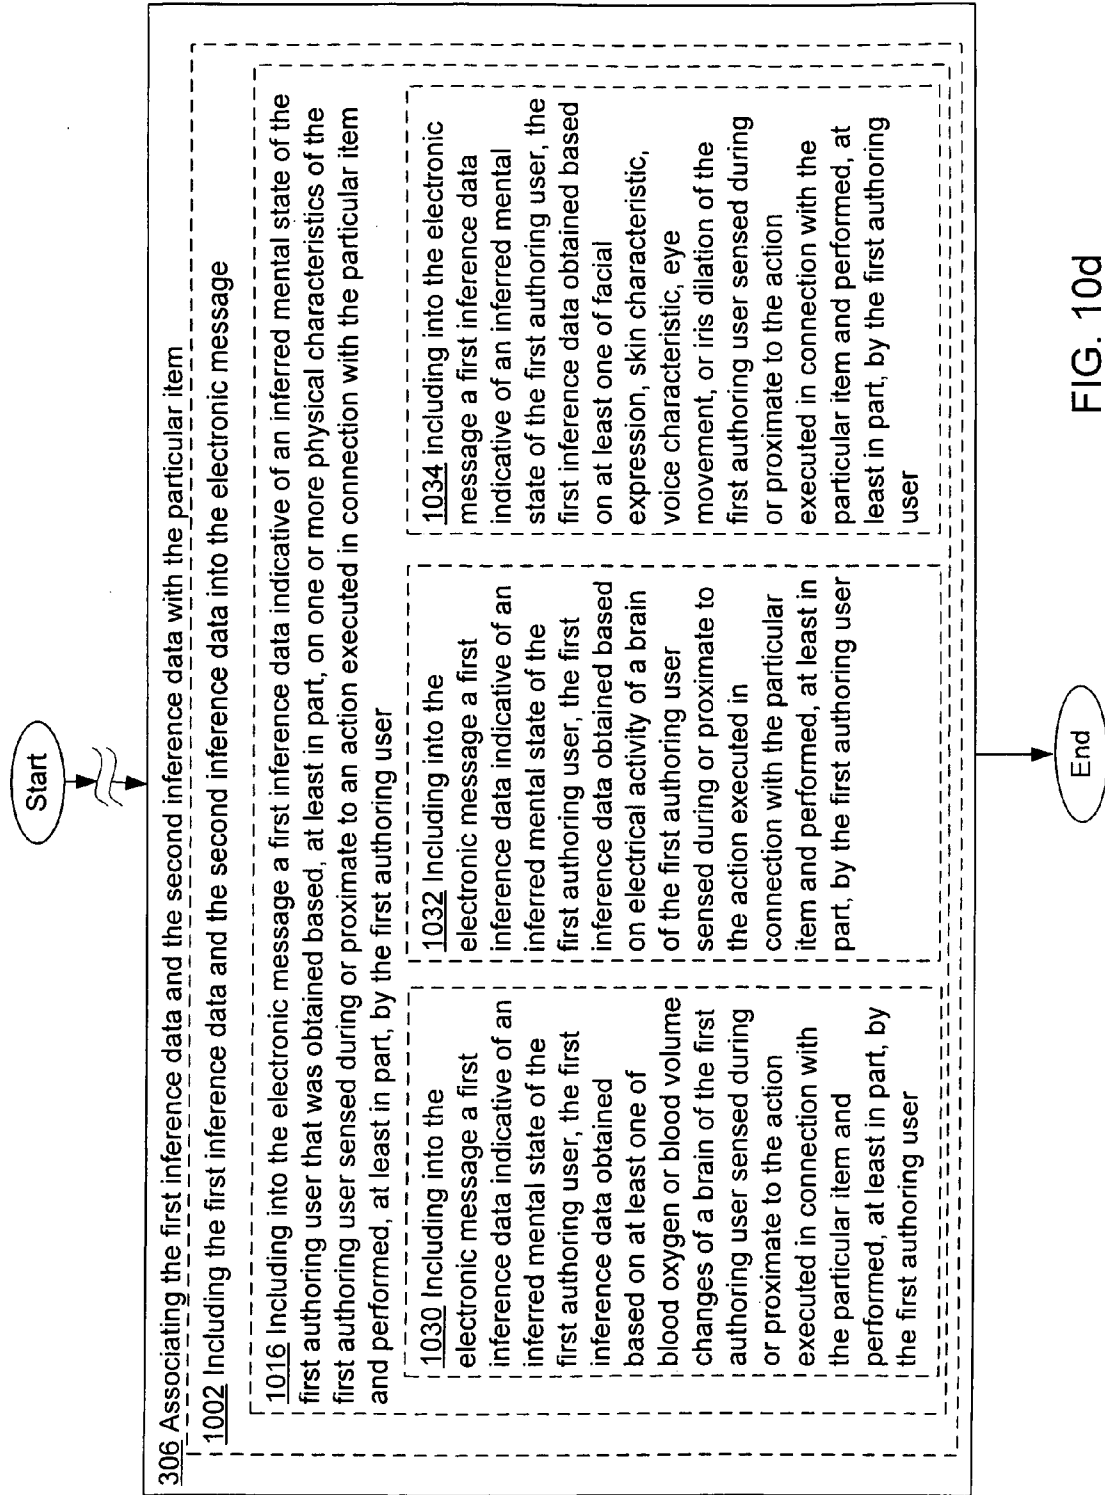 Start
306 Associating the first inference data and the second inference data with the particular item
1002 Including the first inference data and the second inference data into the electronic message
1016 Including into the electronic message a first inference data indicative of an inferred mental state of the
first authoring user that was obtained based, at least in part, on one or more physical characteristics of the
first authoring user sensed during or proximate to an action executed in connection with the particular item
and performed, at least in part, by the first authoring user
1030 Including into the
electronic message a first
inference data indicative of an
inferred mental state of the
first authoring user, the first
inference data obtained
based on at least one of
blood oxygen or blood volume
changes of a brain of the first
authoring user sensed during
or proximate to the action
executed in connection with
the particular item and
performed, at least in part, by
the first authoring user
1032 Including into the
electronic message a first
inference data indicative of an
inferred mental state of the
first authoring user, the first
inference data obtained based
on electrical activity of a brain
of the first authoring user
sensed during or proximate to
the action executed in
connection with the particular
item and performed, at least in
part, by the first authoring user
1034 including into the electronic
message a first inference data
indicative of an inferred mental
state of the first authoring user, the
first inference data obtained based
on at least one of facial
expression, skin characteristic,
voice characteristic, eye
movement, or iris dilation of the
first authoring user sensed during
or proximate to the action
executed in connection with the
particular item and performed, at
least in part, by the first authoring
user
End
FIG. 10d